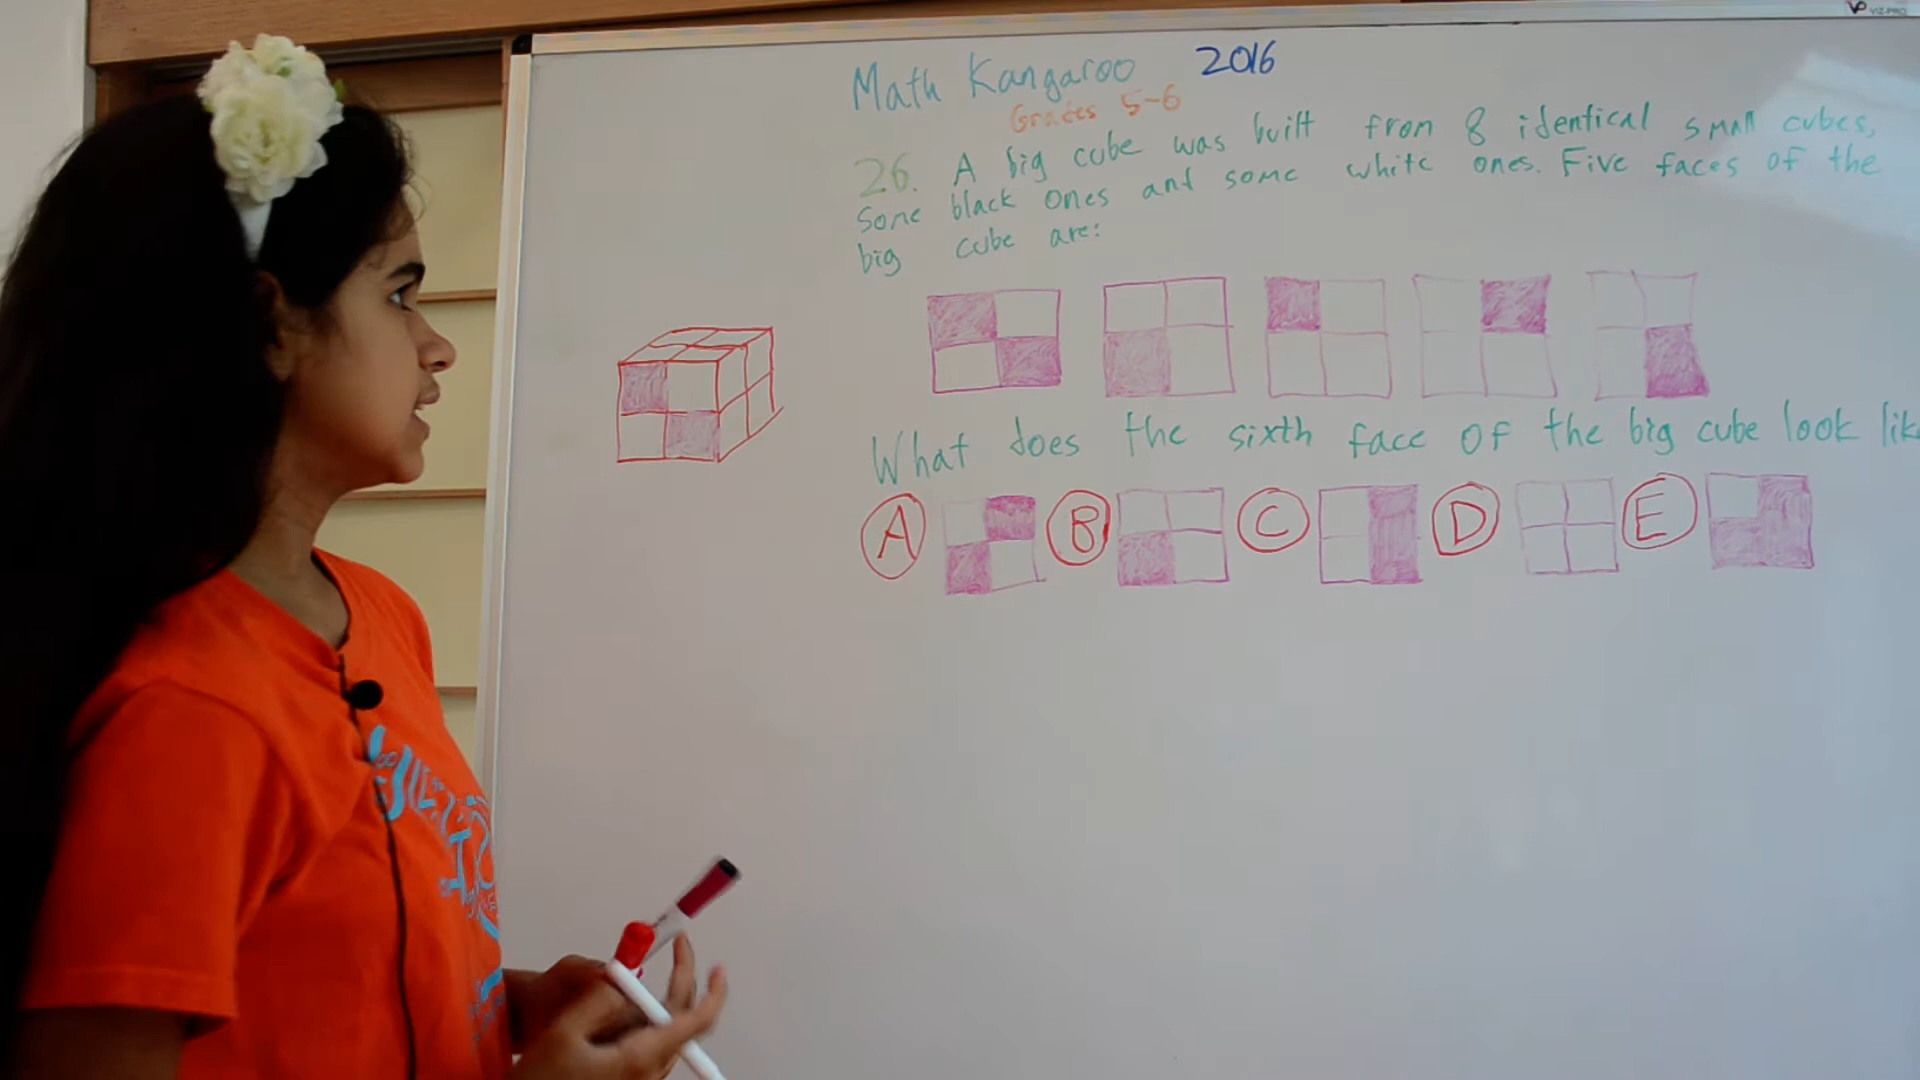 VIZ-PRO
Math Kangaroo 2016
Grades 5-6
26. A big cube was built from 8 identical small cubes,
some black ones and some white ones. Five faces of the
big cube are:
What does the sixth face of the big cube look lik
A B C D E